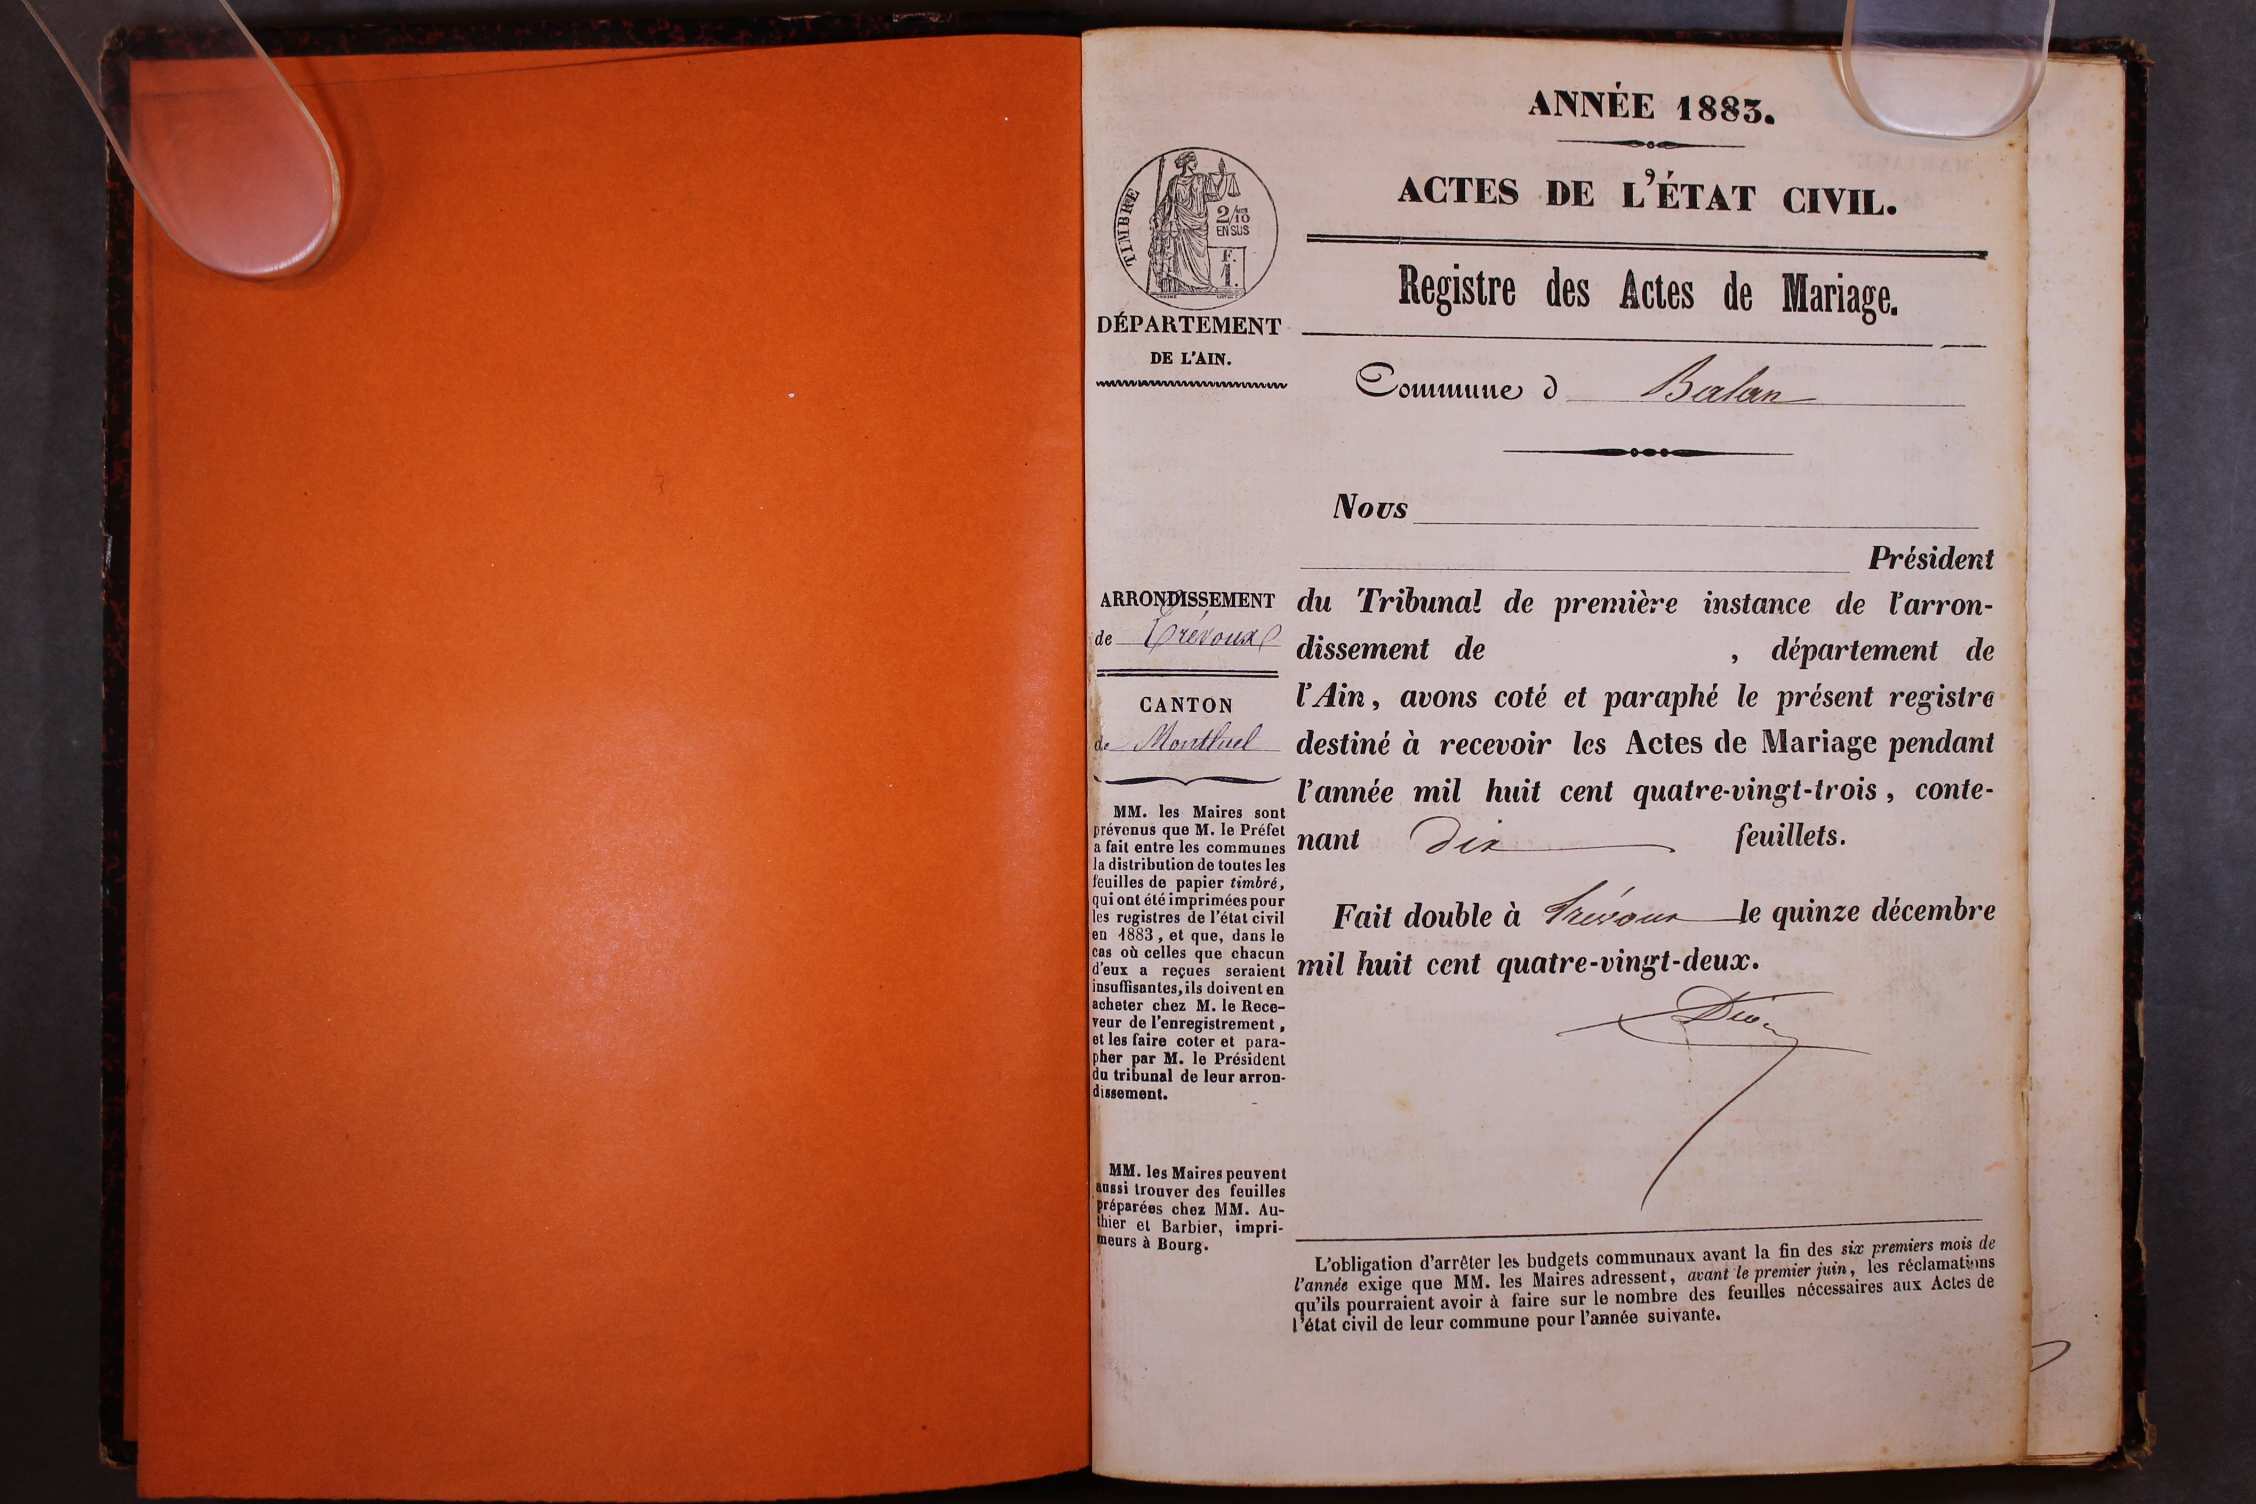 ANNÉE 1883.
ACTES DE L'ÉTAT CIVIL.
Registre des Actes de Mariage.
Commune d Balan
TIMBRE
2/10
EN SUS
F.
1.
DÉPARTEMENT
DE L'AIN.
ARRONDISSEMENT
de Trévoux
CANTON
de Montluel
MM. les Maires sont
prévenus que M. le Préfet
a fait entre les communes
la distribution de toutes les
feuilles de papier timbré,
qui ont été imprimées pour
les registres de l'état civil
en 1883, et que, dans le
cas où celles que chacun
d'eux a reçues seraient
insuffisantes, ils doivent en
acheter chez M. le Rece-
veur de l'enregistrement,
et les faire coter et para-
pher par M. le Président
du tribunal de leur arron-
dissement.
MM. les Maires peuvent
aussi trouver des feuilles
préparées chez MM. Au-
thier et Barbier, impri-
meurs à Bourg.
Nous
Président
du Tribunal de première instance de l'arron-
dissement de , département de
l'Ain, avons coté et paraphé le présent registre
destiné à recevoir les Actes de Mariage pendant
l'année mil huit cent quatre-vingt-trois, conte-
nant dix feuillets.
Fait double à Trévoux le quinze décembre
mil huit cent quatre-vingt-deux.
L'obligation d'arrêter les budgets communaux avant la fin des six premiers mois de
l'année exige que MM. les Maires adressent, avant le premier juin, les réclamations
qu'ils pourraient avoir à faire sur le nombre des feuilles nécessaires aux Actes de
l'état civil de leur commune pour l'année suivante.